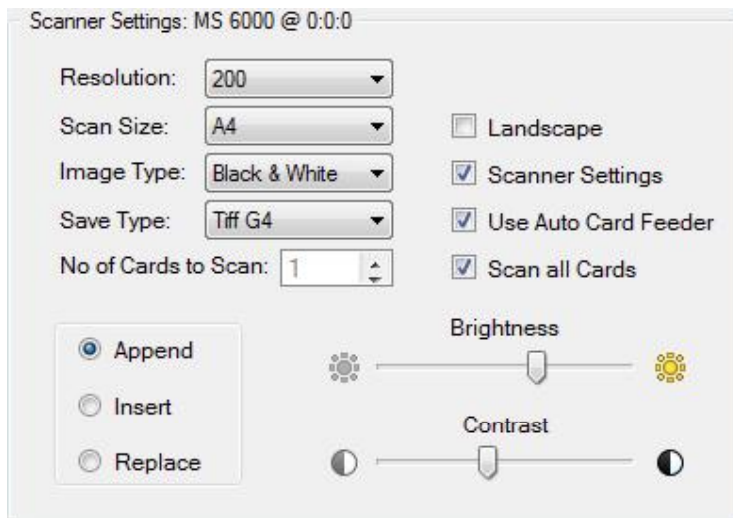 Scanner Settings: MS 6000 @ 0:0:0
Resolution: 200
Scan Size: A4
Landscape
Image Type: Black & White
Scanner Settings
Save Type: Tiff G4
Use Auto Card Feeder
No of Cards to Scan: 1
Scan all Cards
Append
Insert
Replace
Brightness
Contrast